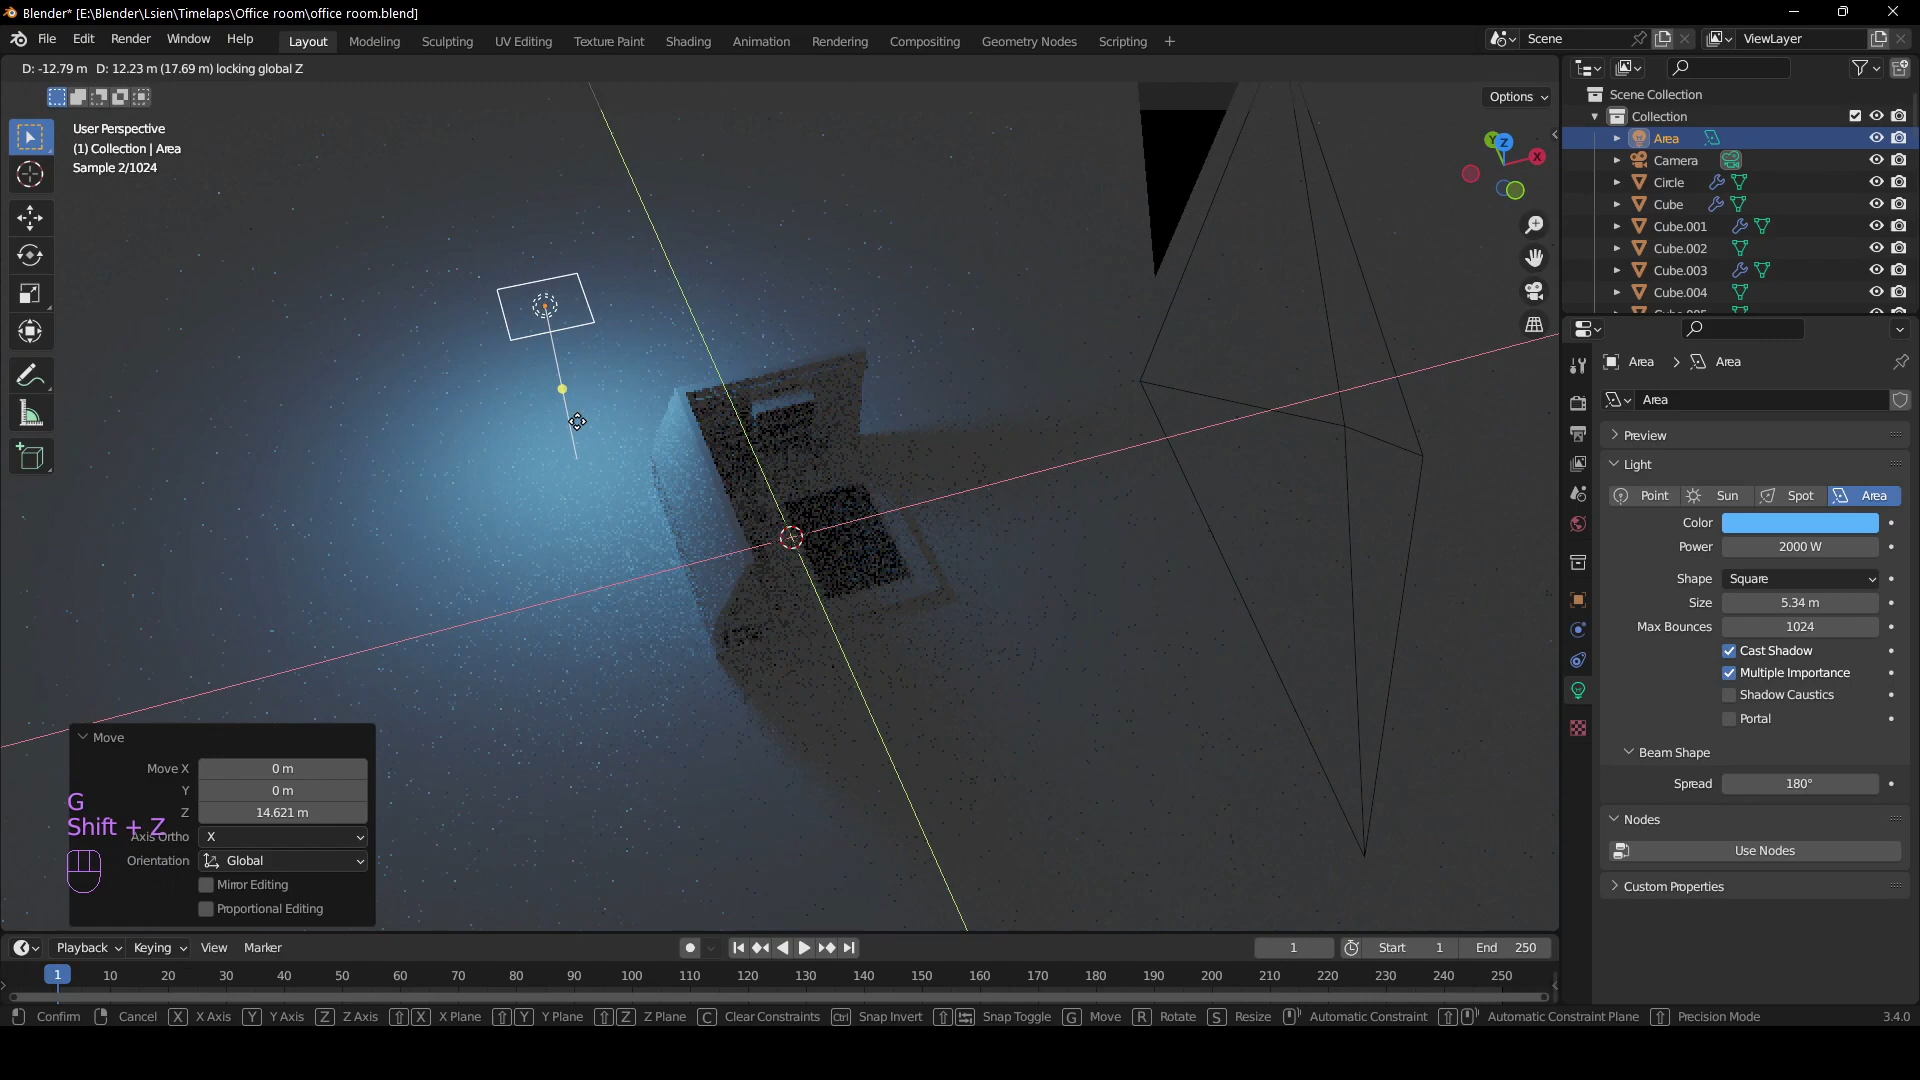 Blender* [E:\Blender\Lsien\Timelaps\Office room\office room.blend]
File Edit Render Window Help Layout Modeling Sculpting UV Editing Texture Paint Shading Animation Rendering Compositing Geometry Nodes Scripting + Scene ViewLayer
D: -12.79 m D: 12.23 m (17.69 m) locking global Z
Options
User Perspective
(1) Collection | Area
Sample 2/1024
Z
X
Scene Collection
Collection
Area
Camera
Circle
Cube
Cube.001
Cube.002
Cube.003
Cube.004
Area > Area
Area
Preview
Light
Point Sun Spot Area
Color
Power 2000 W
Shape Square
Size 5.34 m
Max Bounces 1024
Cast Shadow
Multiple Importance
Shadow Caustics
Portal
Beam Shape
Spread 180°
Nodes
Use Nodes
Custom Properties
Move
Move X 0 m
Y 0 m
Z 14.621 m
Axis Ortho X
Orientation Global
Mirror Editing
Proportional Editing
G
Shift + Z
Playback Keying View Marker 1 Start 1 End 250
1 10 20 30 40 50 60 70 80 90 100 110 120 130 140 150 160 170 180 190 200 210 220 230 240 250
Confirm Cancel X X Axis Y Y Axis Z Z Axis X X Plane Y Y Plane Z Z Plane C Clear Constraints Ctrl Snap Invert Snap Toggle G Move R Rotate S Resize Automatic Constraint Automatic Constraint Plane Precision Mode 3.4.0